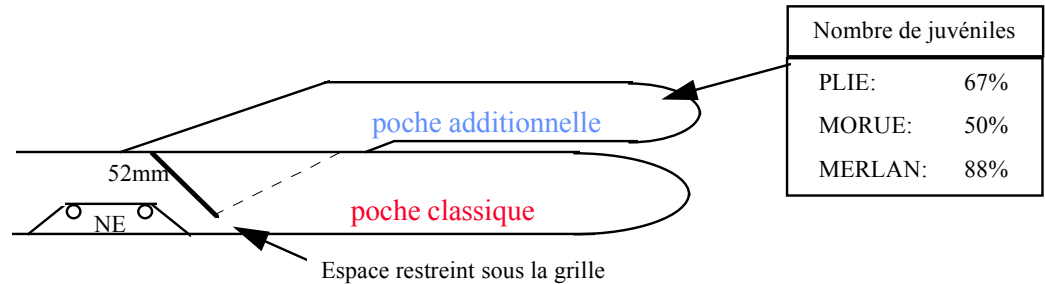 Nombre de juvéniles
PLIE: 67%
MORUE: 50%
MERLAN: 88%
poche additionnelle
52mm
poche classique
NE
Espace restreint sous la grille